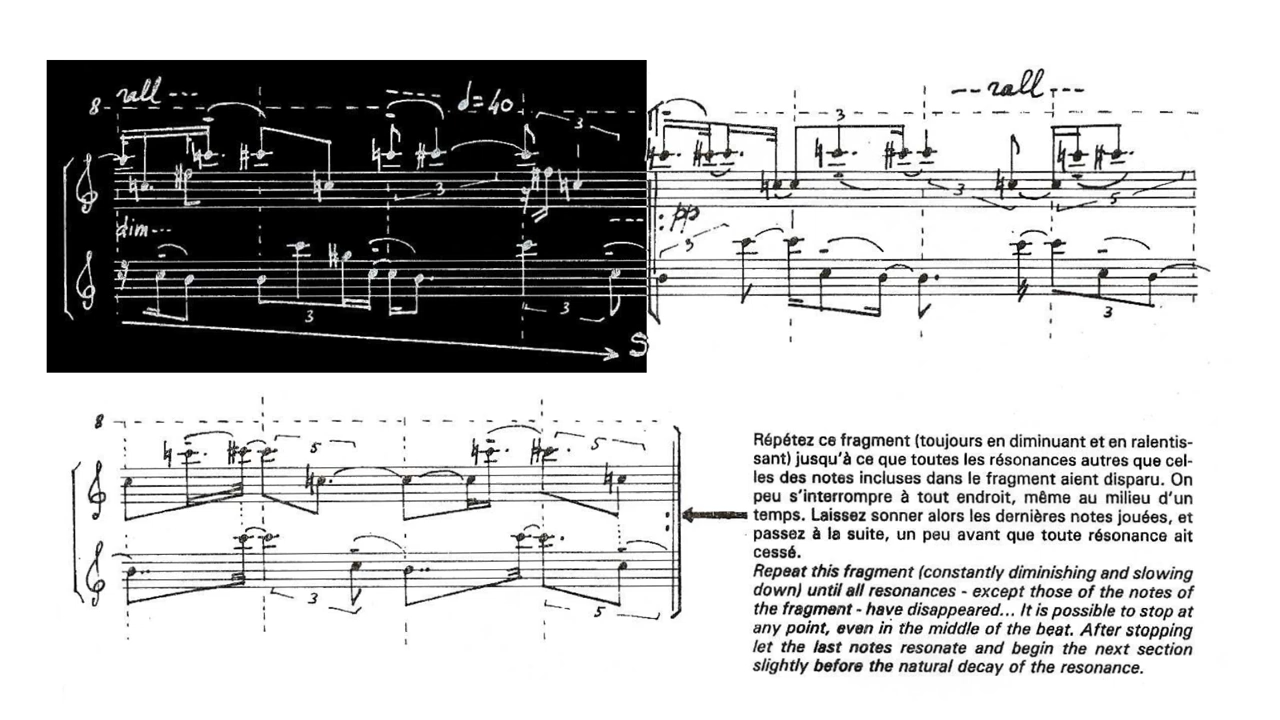 rall ---
8
♩=40
3
-- rall ---
3
3
3
5
dim---
pp
3
3
3
3
S
8
5
5
3
5
Répétez ce fragment (toujours en diminuant et en ralentis-
sant) jusqu'à ce que toutes les résonances autres que cel-
les des notes incluses dans le fragment aient disparu. On
peu s'interrompre à tout endroit, même au milieu d'un
temps. Laissez sonner alors les dernières notes jouées, et
passez à la suite, un peu avant que toute résonance ait
cessé.
Repeat this fragment (constantly diminishing and slowing
down) until all resonances - except those of the notes of
the fragment - have disappeared... It is possible to stop at
any point, even in the middle of the beat. After stopping
let the last notes resonate and begin the next section
slightly before the natural decay of the resonance.